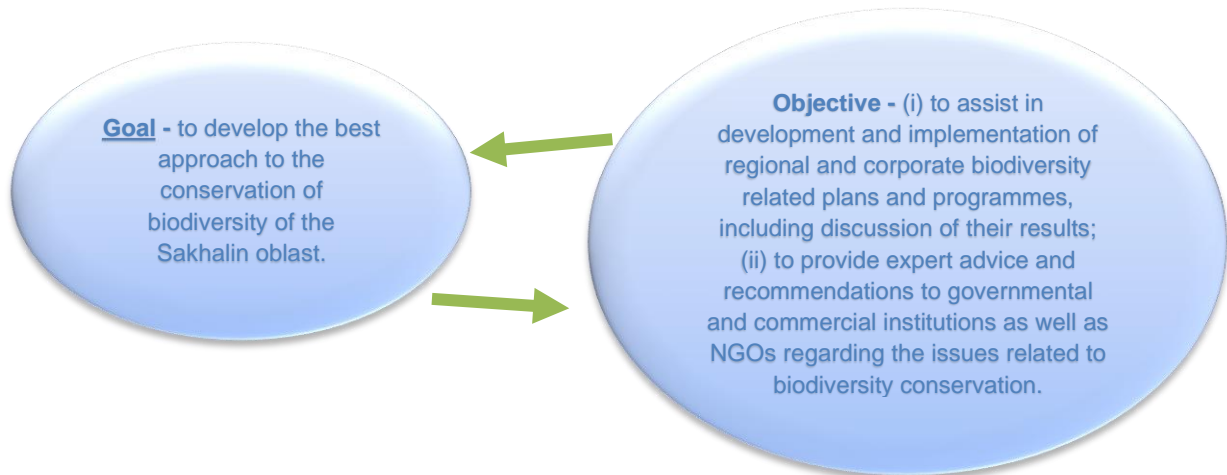 Goal - to develop the best
approach to the
conservation of
biodiversity of the
Sakhalin oblast.
Objective - (i) to assist in
development and implementation of
regional and corporate biodiversity
related plans and programmes,
including discussion of their results;
(ii) to provide expert advice and
recommendations to governmental
and commercial institutions as well as
NGOs regarding the issues related to
biodiversity conservation.